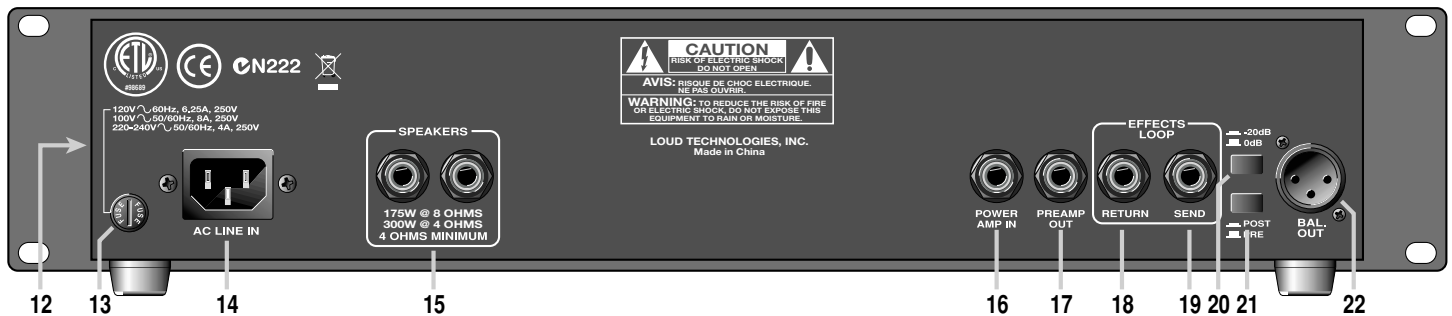 ETL
C US
LISTED
#98689
CE
N222
120V 60Hz, 6,25A, 250V
100V 50/60Hz, 8A, 250V
220-240V 50/60Hz, 4A, 250V
FUSE FUSE
AC LINE IN
SPEAKERS
175W @ 8 OHMS
300W @ 4 OHMS
4 OHMS MINIMUM
CAUTION
RISK OF ELECTRIC SHOCK
DO NOT OPEN
AVIS: RISQUE DE CHOC ELECTRIQUE.
NE PAS OUVRIR.
WARNING: TO REDUCE THE RISK OF FIRE
OR ELECTRIC SHOCK, DO NOT EXPOSE THIS
EQUIPMENT TO RAIN OR MOISTURE.
LOUD TECHNOLOGIES, INC.
Made in China
POWER
AMP IN
PREAMP
OUT
EFFECTS
LOOP
RETURN
SEND
-20dB
0dB
POST
PRE
BAL.
OUT
12
13
14
15
16
17
18
19
20
21
22